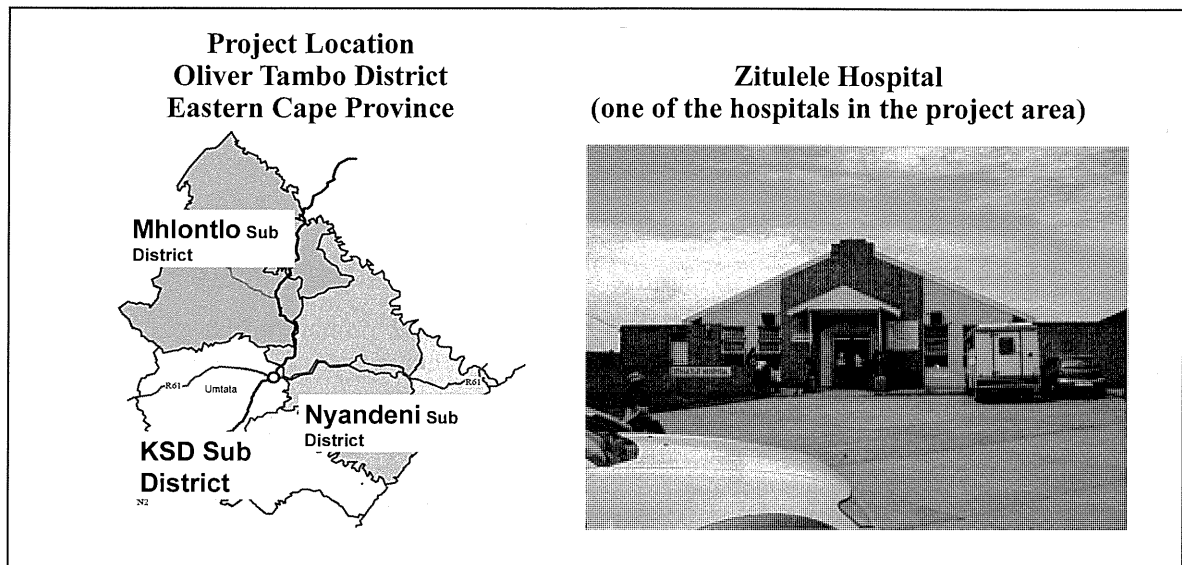 Project Location
Oliver Tambo District
Eastern Cape Province
Zitulele Hospital
(one of the hospitals in the project area)
Mhlontlo Sub
District
R61
Umtata
R61
Nyandeni Sub
District
KSD Sub
District
N2